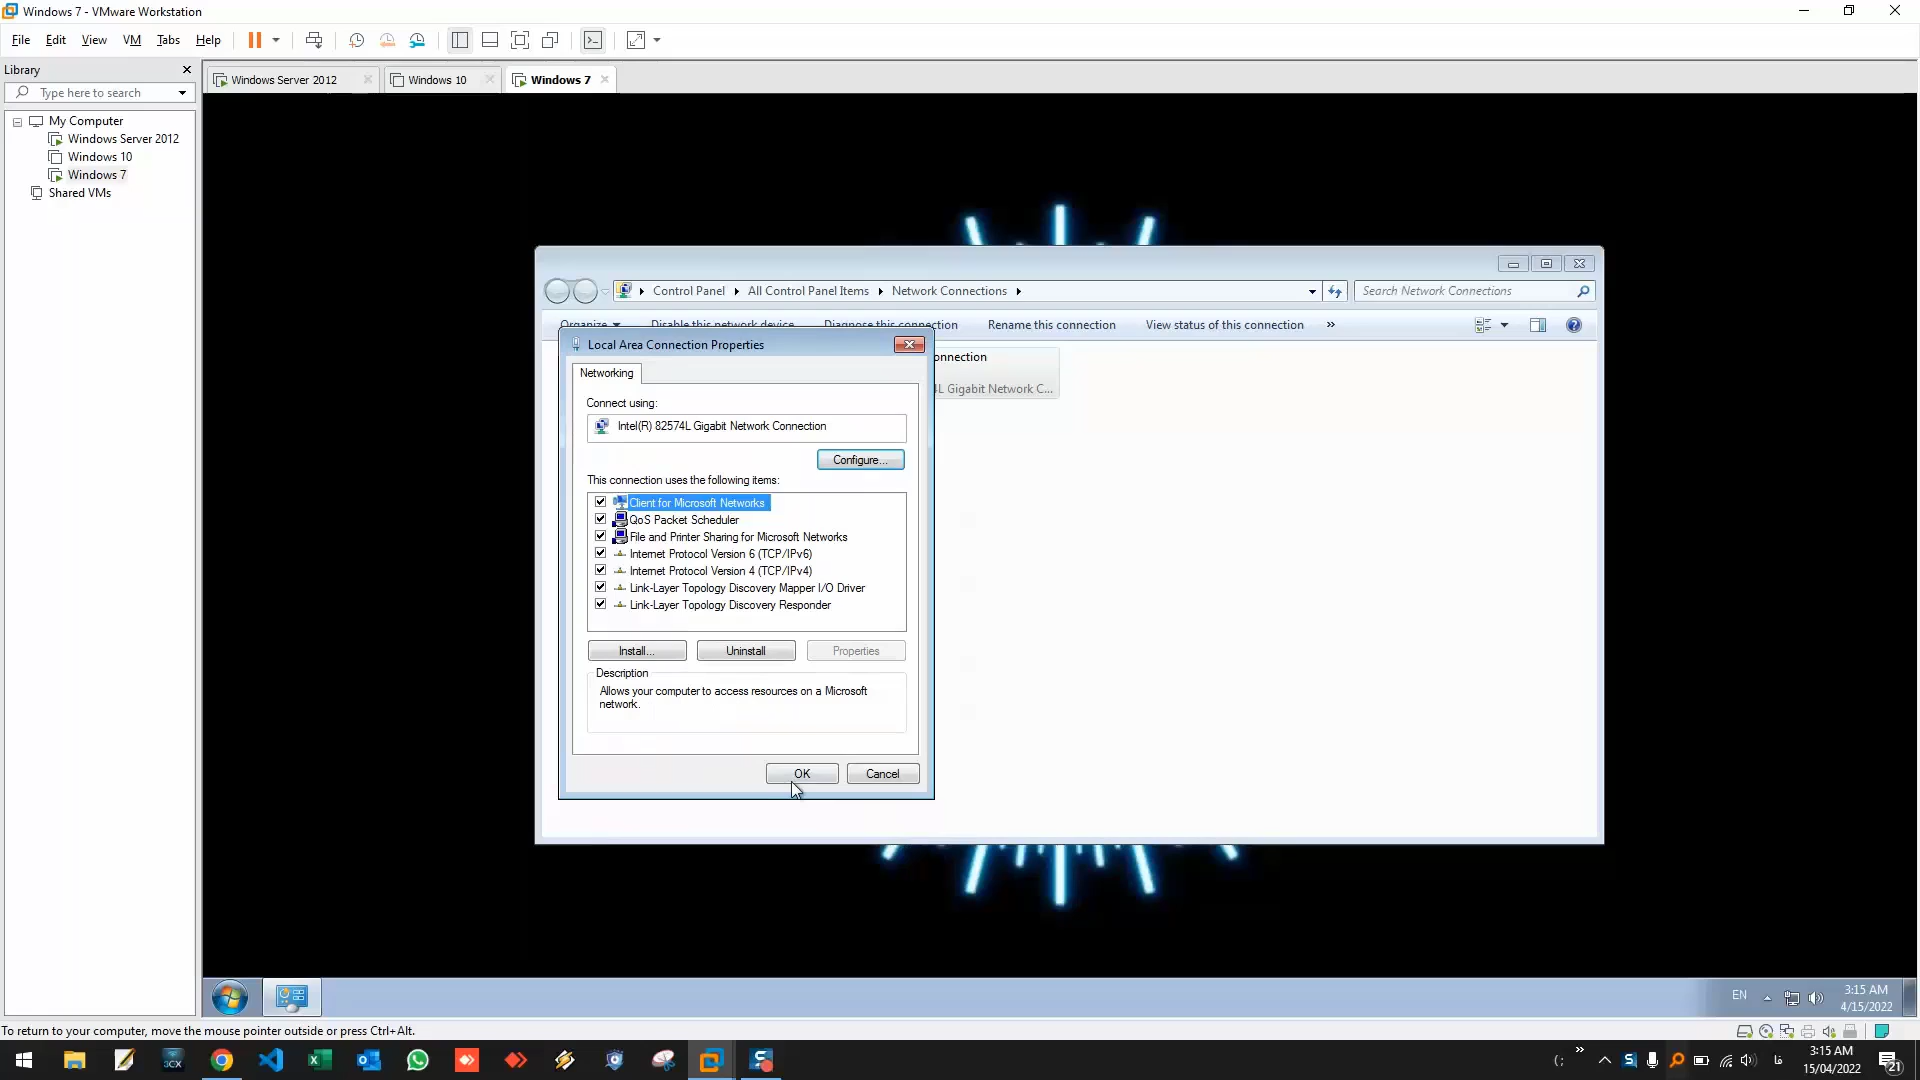 Windows 7 - VMware Workstation
File Edit View VM Tabs Help
Library
Type here to search
My Computer
Windows Server 2012
Windows 10
Windows 7
Shared VMs
Windows Server 2012
Windows 10
Windows 7
Control Panel
All Control Panel Items
Network Connections
Search Network Connections
Organize Disable this network device Diagnose this connection Rename this connection View status of this connection »
onnection
L Gigabit Network C...
Local Area Connection Properties
Networking
Connect using:
Intel(R) 82574L Gigabit Network Connection
Configure...
This connection uses the following items:
Client for Microsoft Networks
QoS Packet Scheduler
File and Printer Sharing for Microsoft Networks
Internet Protocol Version 6 (TCP/IPv6)
Internet Protocol Version 4 (TCP/IPv4)
Link-Layer Topology Discovery Mapper I/O Driver
Link-Layer Topology Discovery Responder
Install... Uninstall Properties
Description
Allows your computer to access resources on a Microsoft
network.
OK Cancel
EN
3:15 AM
4/15/2022
To return to your computer, move the mouse pointer outside or press Ctrl+Alt.
3CX
فا
3:15 AM
15/04/2022
21